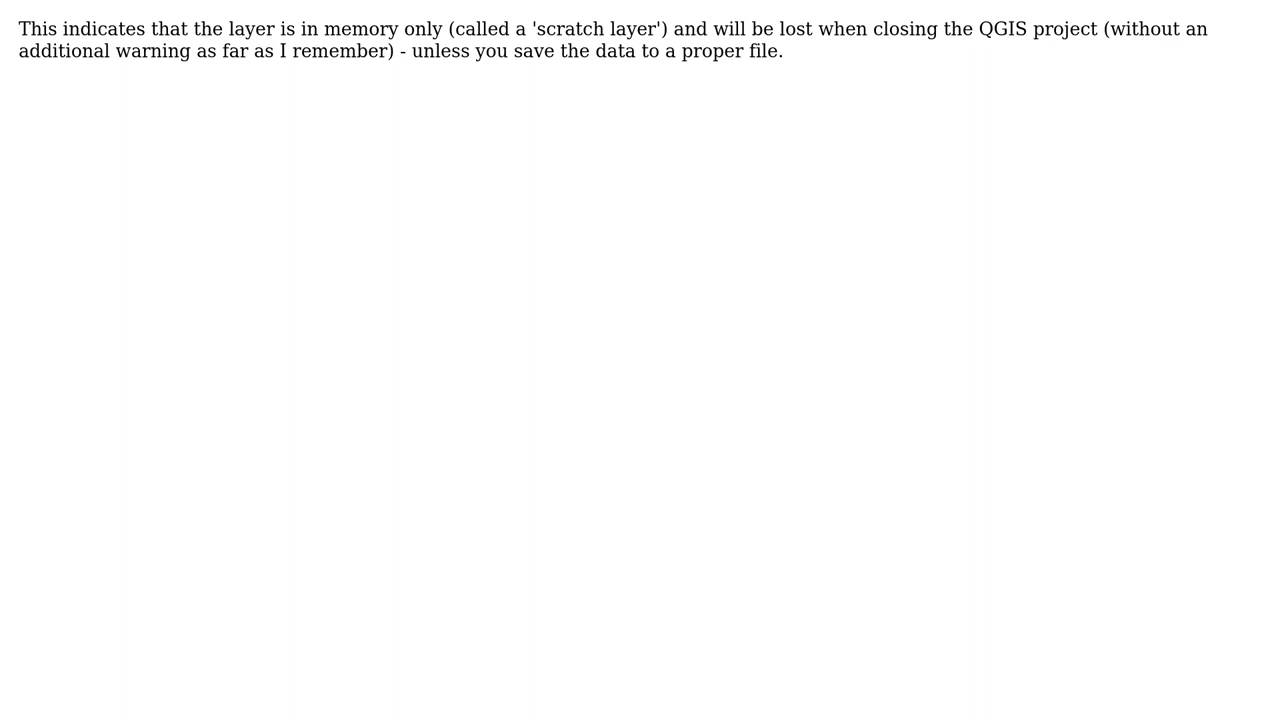 This indicates that the layer is in memory only (called a 'scratch layer') and will be lost when closing the QGIS project (without an
additional warning as far as I remember) - unless you save the data to a proper file.